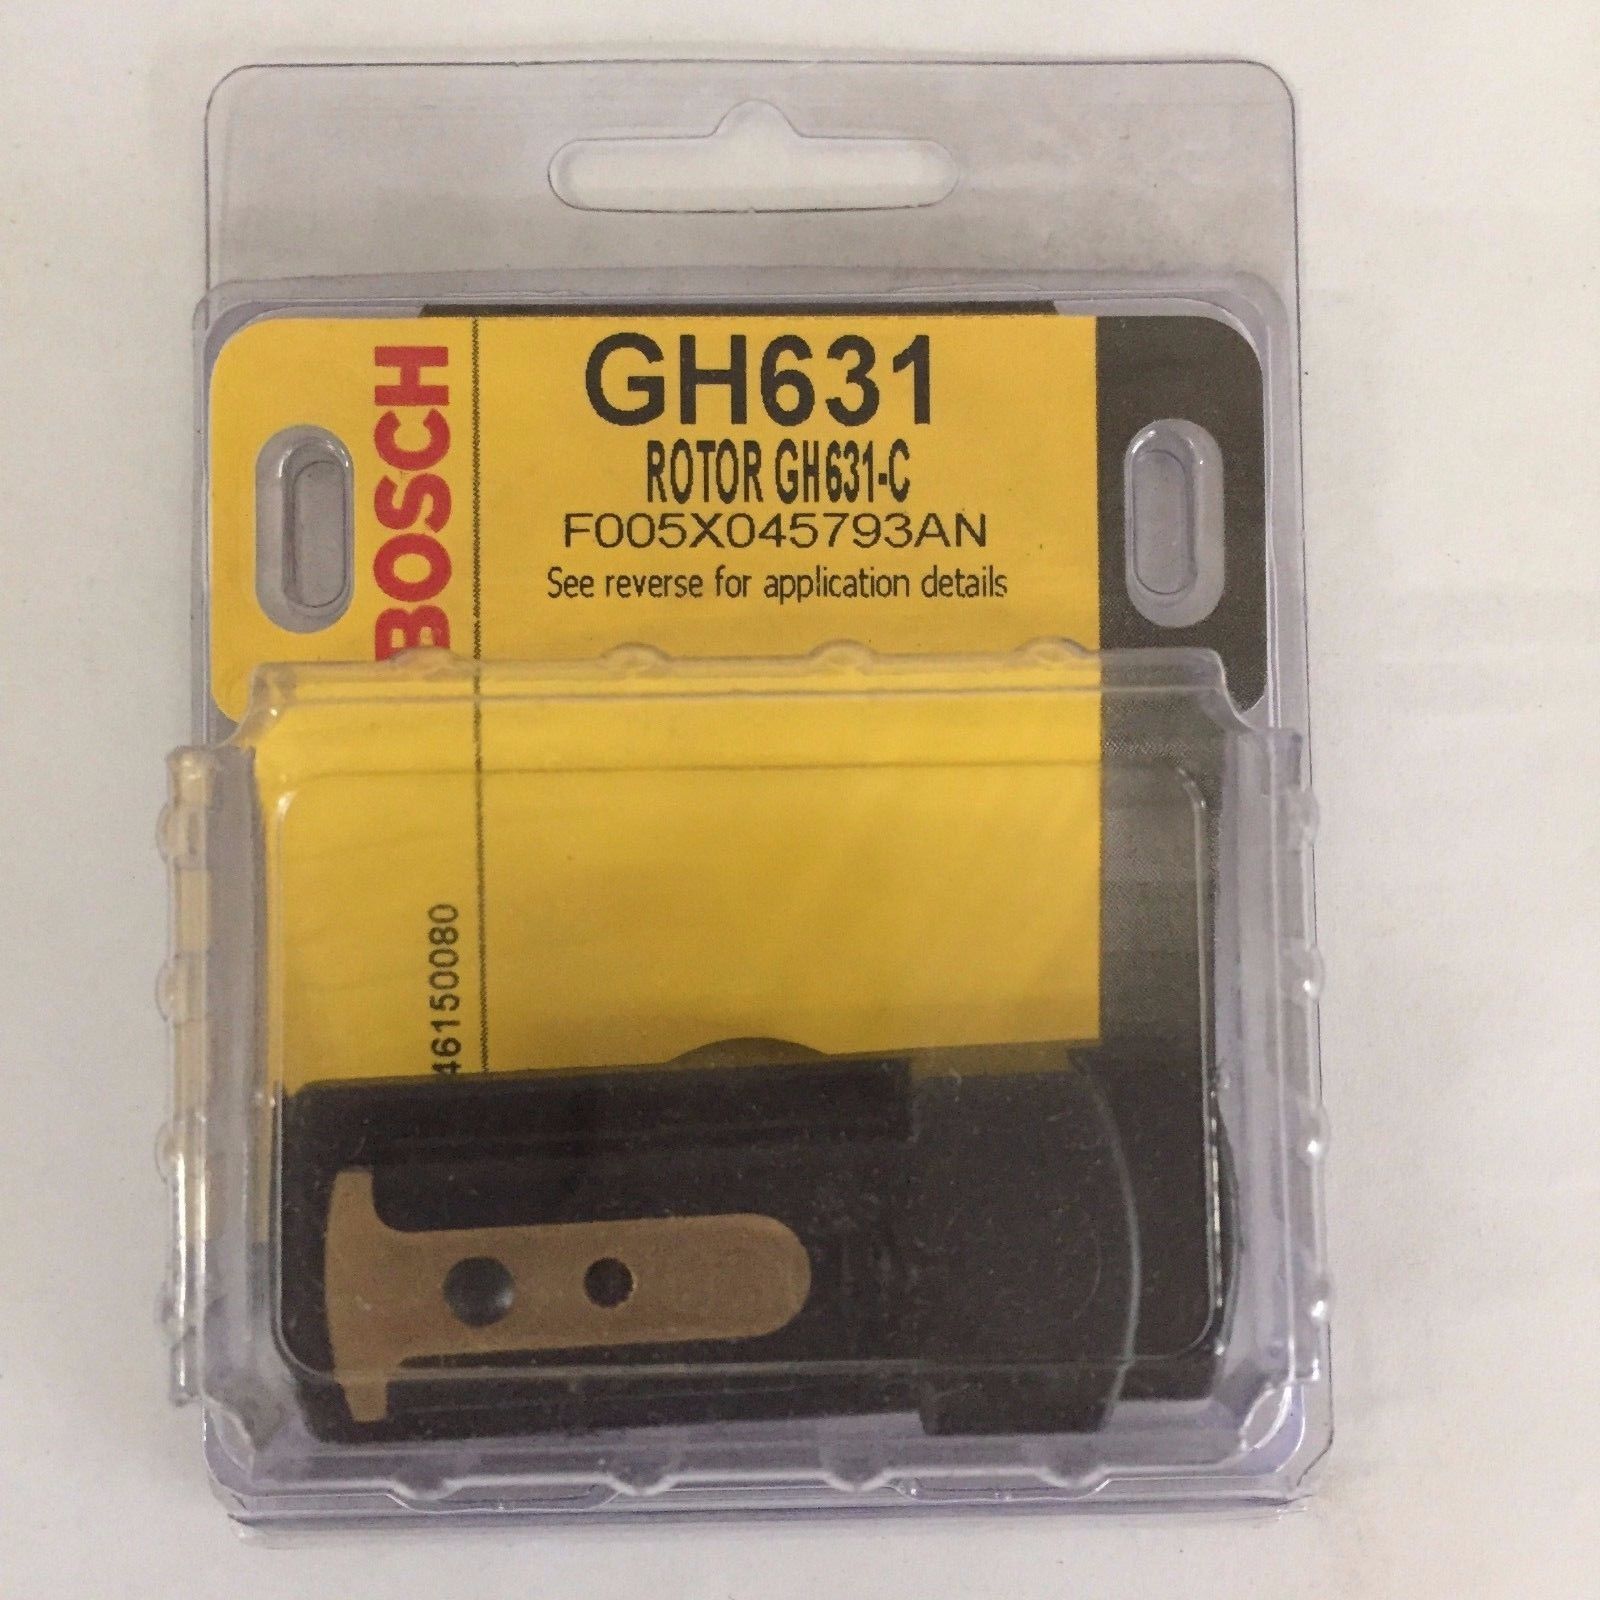 GH631
ROTOR GH631-C
F005X045793AN
See reverse for application details
BOSCH
46150080